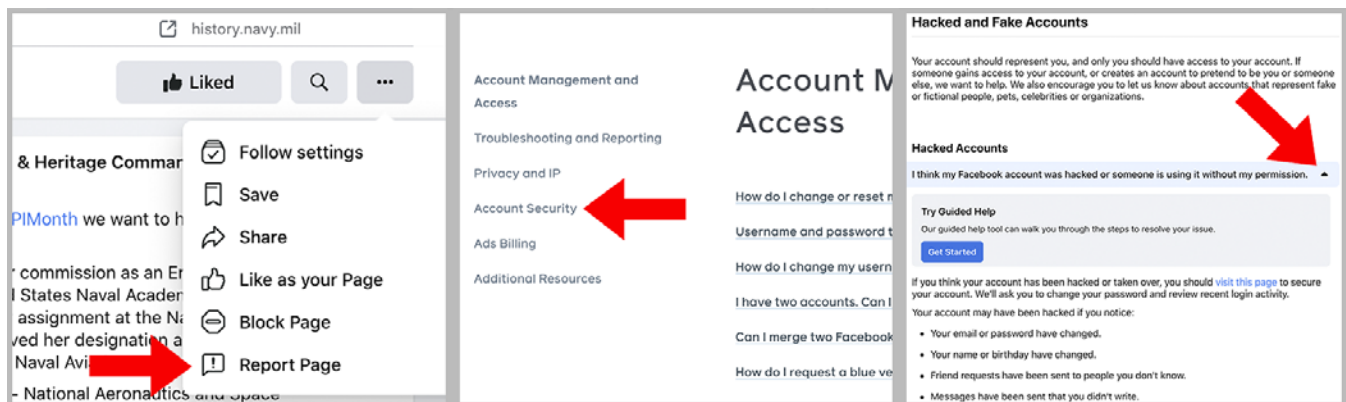 history.navy.mil
Liked
Follow settings
Save
Share
Like as your Page
Block Page
Report Page
& Heritage Commar
PIMonth we want to h
commission as an Er
l States Naval Acader
assignment at the Na
ved her designation a
Naval Avi
- National Aeronautics and Space
Account Management and
Access
Troubleshooting and Reporting
Privacy and IP
Account Security
Ads Billing
Additional Resources
Account M
Access
How do I change or reset m
Username and password t
How do I change my usern
I have two accounts. Can I
Can I merge two Facebook
How do I request a blue ve
Hacked and Fake Accounts
Your account should represent you, and only you should have access to your account. If
someone gains access to your account, or creates an account to pretend to be you or someone
else, we want to help. We also encourage you to let us know about accounts that represent fake
or fictional people, pets, celebrities or organizations.
Hacked Accounts
I think my Facebook account was hacked or someone is using it without my permission.
Try Guided Help
Our guided help tool can walk you through the steps to resolve your issue.
Get Started
If you think your account has been hacked or taken over, you should visit this page to secure
your account. We'll ask you to change your password and review recent login activity.
Your account may have been hacked if you notice:
• Your email or password have changed.
• Your name or birthday have changed.
• Friend requests have been sent to people you don't know.
• Messages have been sent that you didn't write.